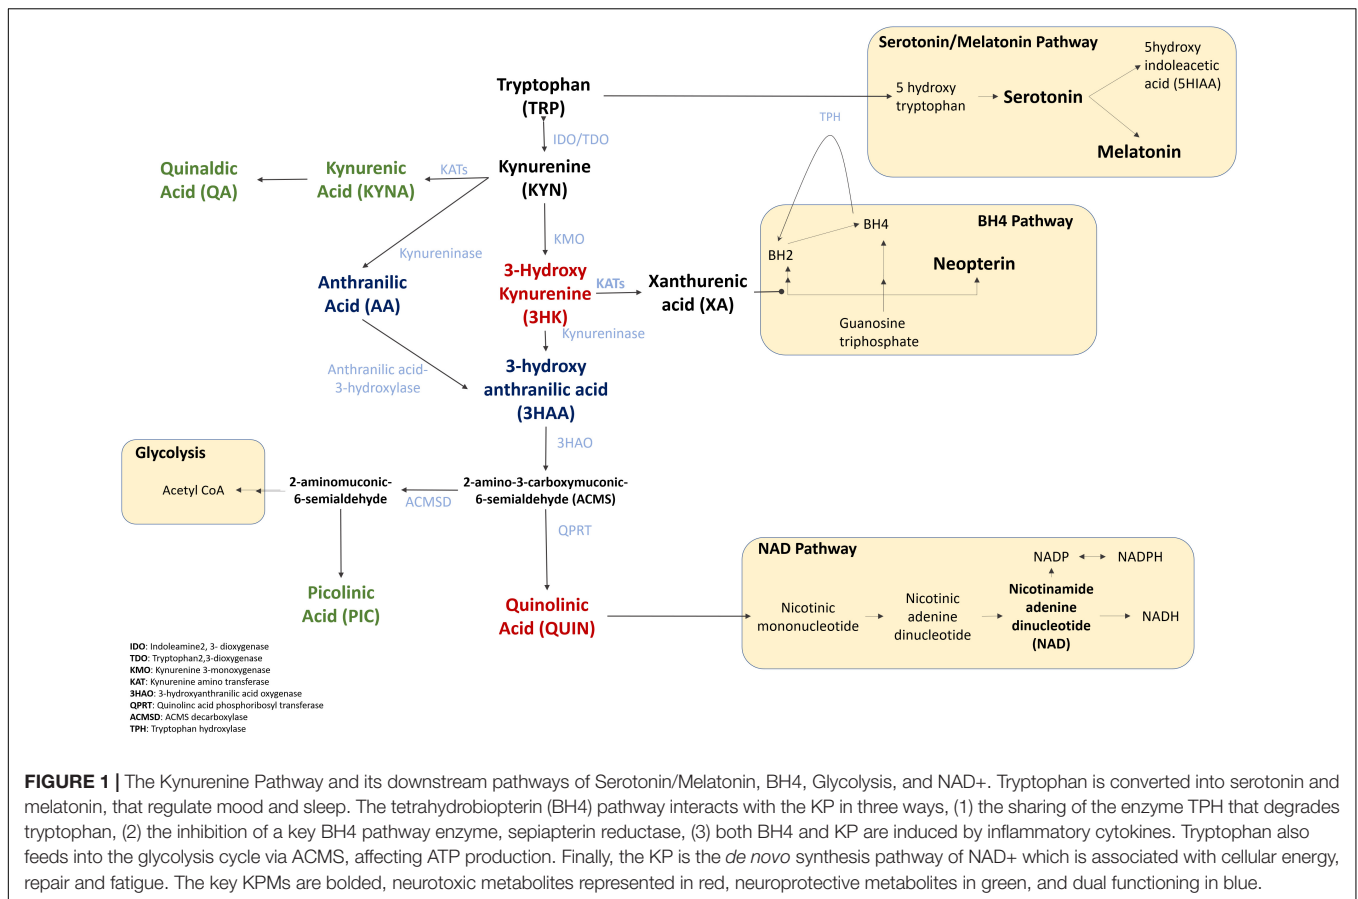 Serotonin/Melatonin Pathway
5hydroxy
indoleacetic
acid (5HIAA)
5 hydroxy
tryptophan
Serotonin
Melatonin
Tryptophan
(TRP)
TPH
IDO/TDO
Quinaldic
Acid (QA)
Kynurenic
Acid (KYNA)
KATs
Kynurenine
(KYN)
KMO
Kynureninase
BH4 Pathway
BH4
BH2
Neopterin
Guanosine
triphosphate
Anthranilic
Acid (AA)
3-Hydroxy
Kynurenine
(3HK)
KATs
Xanthurenic
acid (XA)
Kynureninase
Anthranilic acid-
3-hydroxylase
3-hydroxy
anthranilic acid
(3HAA)
3HAO
Glycolysis
Acetyl CoA
2-aminomuconic-
6-semialdehyde
ACMSD
2-amino-3-carboxymuconic-
6-semialdehyde (ACMS)
QPRT
Picolinic
Acid (PIC)
Quinolinic
Acid (QUIN)
NAD Pathway
NADP
NADPH
Nicotinic
mononucleotide
Nicotinic
adenine
dinucleotide
Nicotinamide
adenine
dinucleotide
(NAD)
NADH
IDO: Indoleamine2, 3- dioxygenase
TDO: Tryptophan2,3-dioxygenase
KMO: Kynurenine 3-monoxygenase
KAT: Kynurenine amino transferase
3HAO: 3-hydroxyanthranilic acid oxygenase
QPRT: Quinolinc acid phosphoribosyl transferase
ACMSD: ACMS decarboxylase
TPH: Tryptophan hydroxylase
FIGURE 1 | The Kynurenine Pathway and its downstream pathways of Serotonin/Melatonin, BH4, Glycolysis, and NAD+. Tryptophan is converted into serotonin and
melatonin, that regulate mood and sleep. The tetrahydrobiopterin (BH4) pathway interacts with the KP in three ways, (1) the sharing of the enzyme TPH that degrades
tryptophan, (2) the inhibition of a key BH4 pathway enzyme, sepiapterin reductase, (3) both BH4 and KP are induced by inflammatory cytokines. Tryptophan also
feeds into the glycolysis cycle via ACMS, affecting ATP production. Finally, the KP is the de novo synthesis pathway of NAD+ which is associated with cellular energy,
repair and fatigue. The key KPMs are bolded, neurotoxic metabolites represented in red, neuroprotective metabolites in green, and dual functioning in blue.